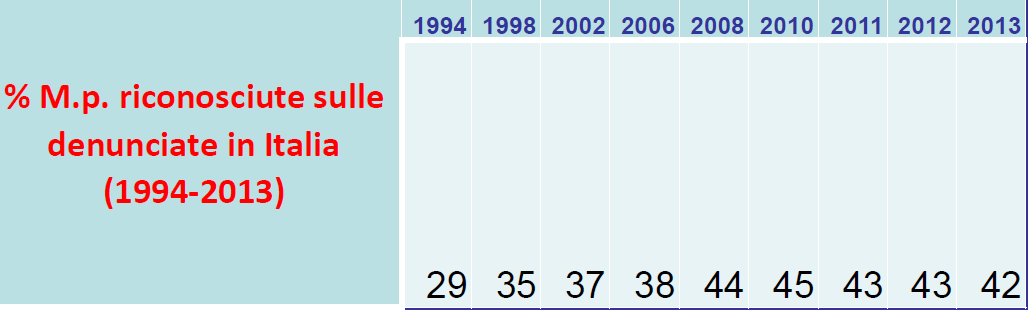 1994 1998 2002 2006 2008 2010 2011 2012 2013
% M.p. riconosciute sulle
denunciate in Italia
(1994-2013)
29 35 37 38 44 45 43 43 42